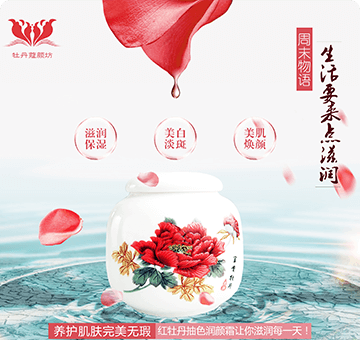 牡丹蔻颜坊
周末物语
生活要来点滋润
滋润
保湿
美白
淡斑
美肌
焕颜
养护肌肤完美无瑕
红牡丹抽色润颜霜让你滋润每一天！